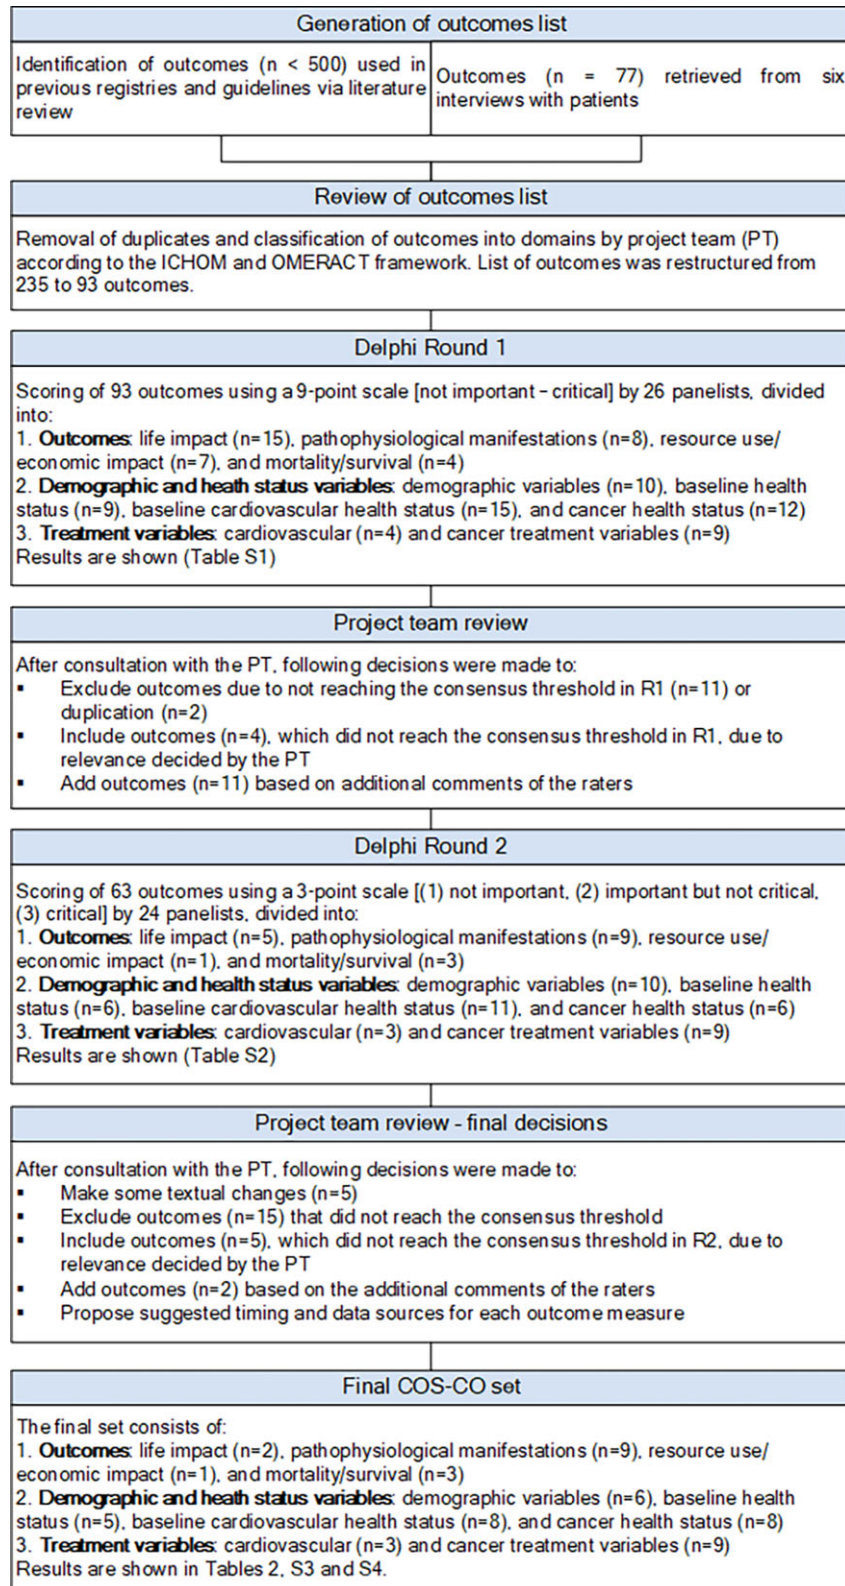 Generation of outcomes list
Identification of outcomes (n < 500) used in
previous registries and guidelines via literature
review
Outcomes (n = 77) retrieved from six
interviews with patients
Review of outcomes list
Removal of duplicates and classification of outcomes into domains by project team (PT)
according to the ICHOM and OMERACT framework. List of outcomes was restructured from
235 to 93 outcomes.
Delphi Round 1
Scoring of 93 outcomes using a 9-point scale [not important – critical] by 26 panelists, divided
into:
1. Outcomes: life impact (n=15), pathophysiological manifestations (n=8), resource use/
economic impact (n=7), and mortality/survival (n=4)
2. Demographic and heath status variables: demographic variables (n=10), baseline health
status (n=9), baseline cardiovascular health status (n=15), and cancer health status (n=12)
3. Treatment variables: cardiovascular (n=4) and cancer treatment variables (n=9)
Results are shown (Table S1)
Project team review
After consultation with the PT, following decisions were made to:
▪ Exclude outcomes due to not reaching the consensus threshold in R1 (n=11) or
duplication (n=2)
▪ Include outcomes (n=4), which did not reach the consensus threshold in R1, due to
relevance decided by the PT
▪ Add outcomes (n=11) based on additional comments of the raters
Delphi Round 2
Scoring of 63 outcomes using a 3-point scale [(1) not important, (2) important but not critical,
(3) critical] by 24 panelists, divided into:
1. Outcomes: life impact (n=5), pathophysiological manifestations (n=9), resource use/
economic impact (n=1), and mortality/survival (n=3)
2. Demographic and health status variables: demographic variables (n=10), baseline health
status (n=6), baseline cardiovascular health status (n=11), and cancer health status (n=6)
3. Treatment variables: cardiovascular (n=3) and cancer treatment variables (n=9)
Results are shown (Table S2)
Project team review - final decisions
After consultation with the PT, following decisions were made to:
▪ Make some textual changes (n=5)
▪ Exclude outcomes (n=15) that did not reach the consensus threshold
▪ Include outcomes (n=5), which did not reach the consensus threshold in R2, due to
relevance decided by the PT
▪ Add outcomes (n=2) based on the additional comments of the raters
▪ Propose suggested timing and data sources for each outcome measure
Final COS-CO set
The final set consists of:
1. Outcomes: life impact (n=2), pathophysiological manifestations (n=9), resource use/
economic impact (n=1), and mortality/survival (n=3)
2. Demographic and heath status variables: demographic variables (n=6), baseline health
status (n=5), baseline cardiovascular health status (n=8), and cancer health status (n=8)
3. Treatment variables: cardiovascular (n=3) and cancer treatment variables (n=9)
Results are shown in Tables 2, S3 and S4.